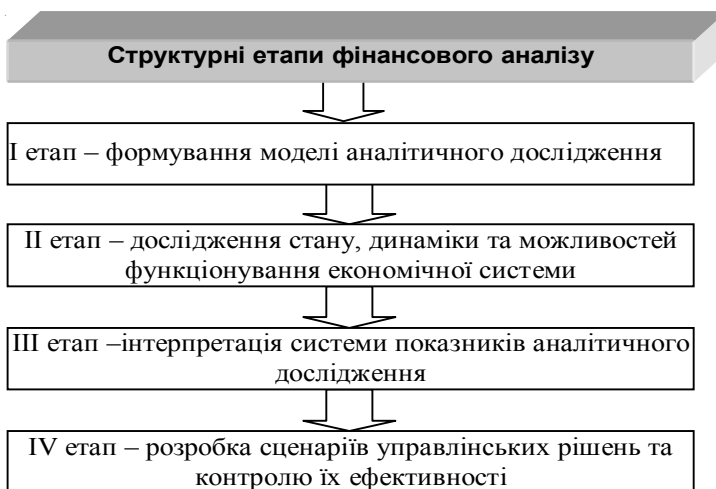 Структурні етапи фінансового аналізу
І етап – формування моделі аналітичного дослідження
ІІ етап – дослідження стану, динаміки та можливостей
функціонування економічної системи
ІІІ етап –інтерпретація системи показників аналітичного
дослідження
IV етап – розробка сценаріїв управлінських рішень та
контролю їх ефективності